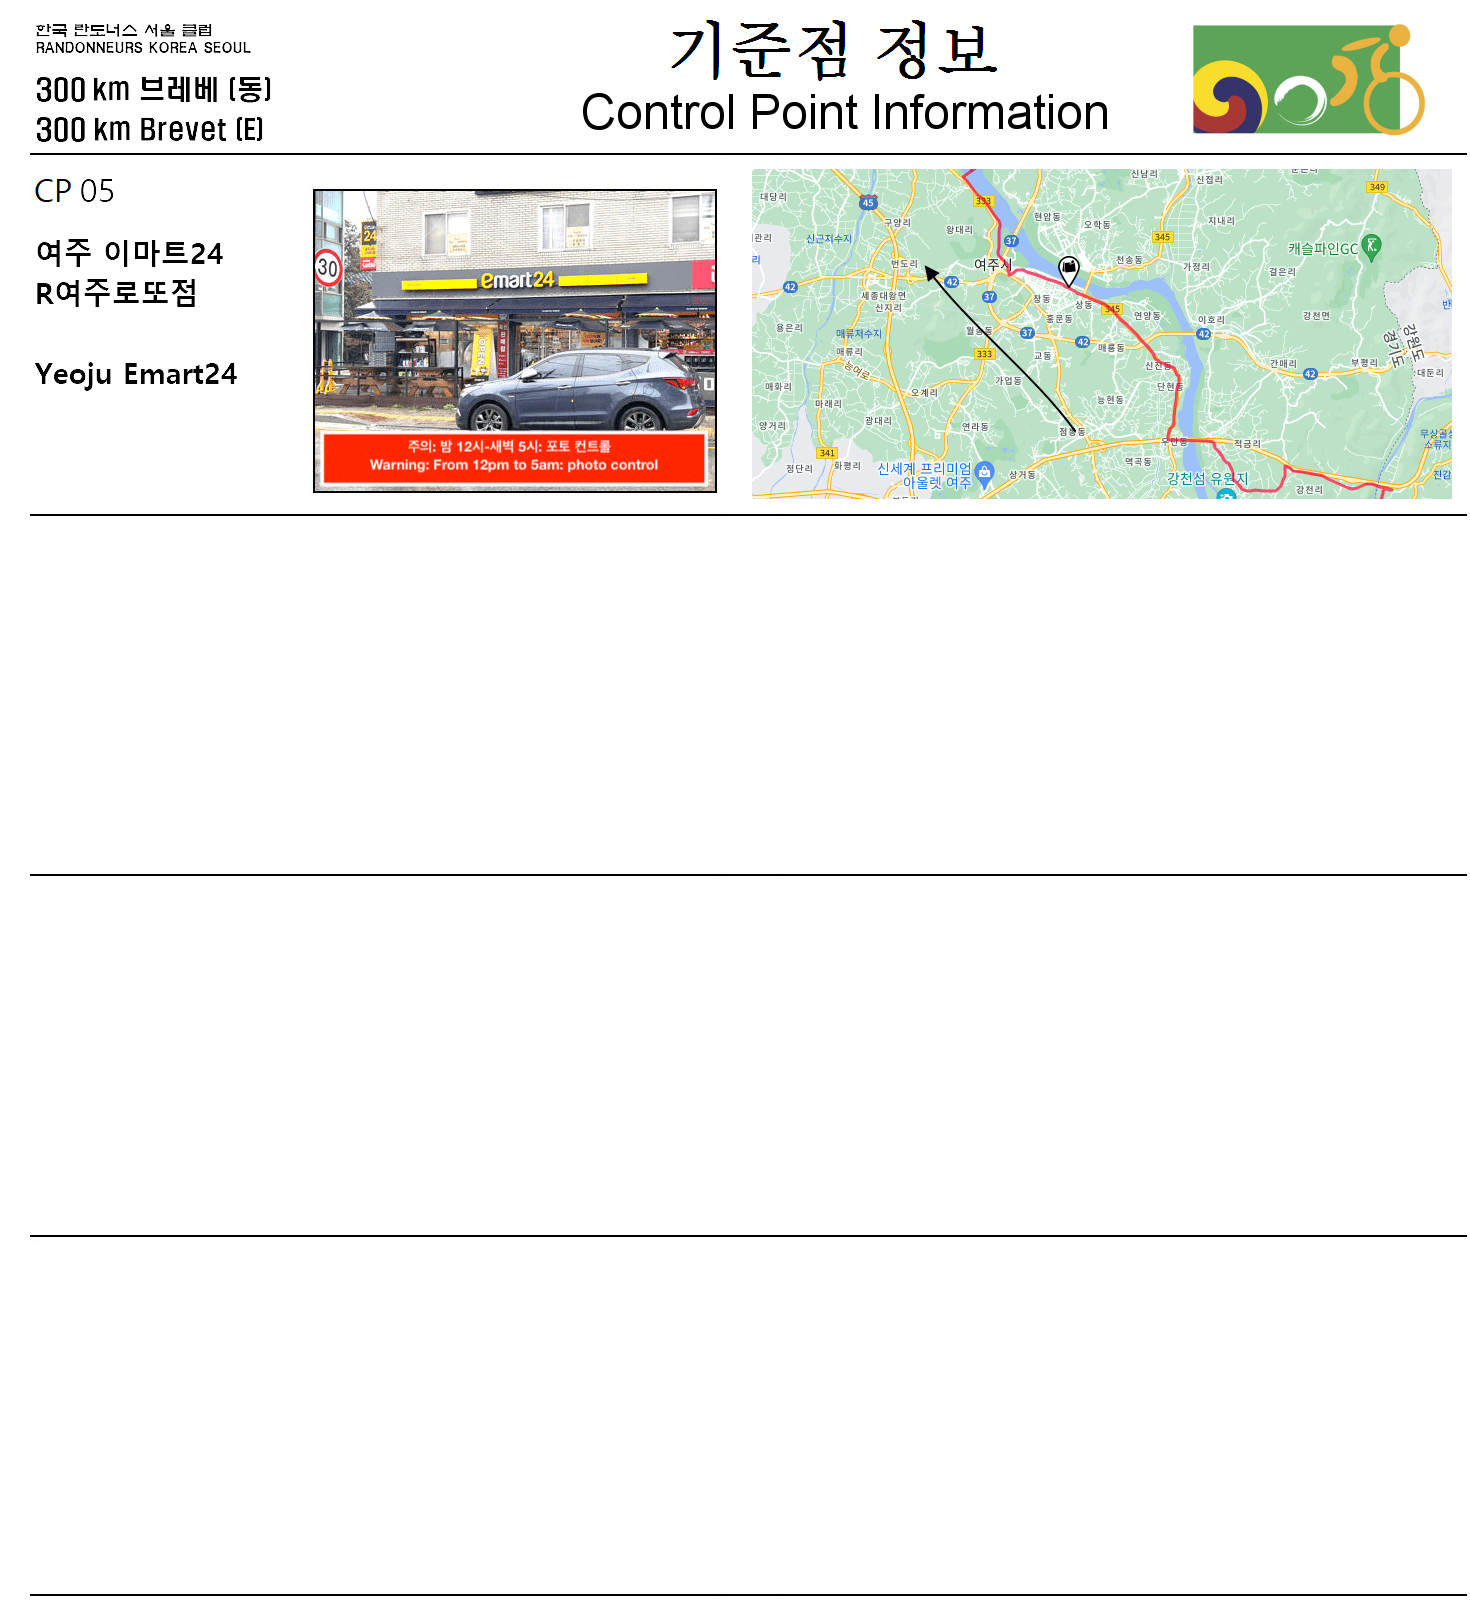 한국 란도너스 서울 클럽
RANDONNEURS KOREA SEOUL
300 km 브레베 (동)
300 km Brevet (E)
기준점 정보
Control Point Information
CP 05
여주 이마트24
R여주로또점
Yeoju Emart24
30
24
emart24
OPEN
주의: 밤 12시-새벽 5시: 포토 컨트롤
Warning: From 12pm to 5am: photo control
대당리
45
333
신남리
신점리
349
구양리
왕대리
현암동
오학동
지내리
신근저수지
37
345
캐슬파인GC
번도리
여주시
천송동
가정리
걸은리
42
42
세종대왕면
신지리
37
창동
상동
345
연양동
이호리
강천면
용은리
매류저수지
월송동
37
홍문동
42
매룡동
42
강원도
경기도
매류리
333
교동
신진동
간매리
42
부평리
대둔리
매화리
능여로
오계리
가업동
단현동
마래리
능현동
양거리
광대리
연라동
점봉동
우만동
적금리
341
정단리
화평리
신세계 프리미엄
아울렛 여주
상거동
멱곡동
강천섬 유원지
강천리